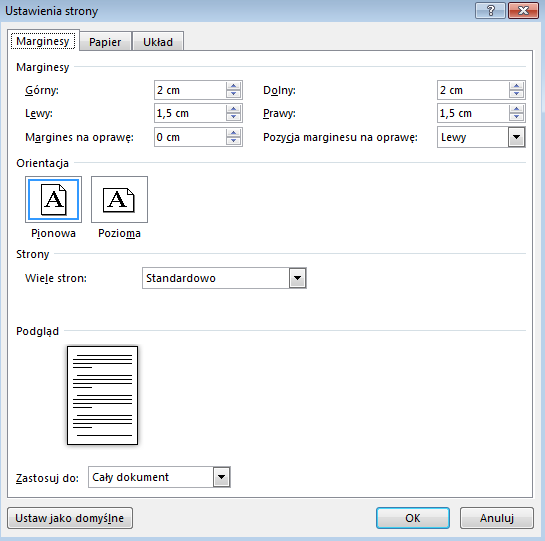 Ustawienia strony
Marginesy Papier Układ
Marginesy
Górny: 2 cm Dolny: 2 cm
Lewy: 1,5 cm Prawy: 1,5 cm
Margines na oprawę: 0 cm Pozycja marginesu na oprawę: Lewy
Orientacja
A A
Pionowa Pozioma
Strony
Wiele stron: Standardowo
Podgląd
Zastosuj do: Cały dokument
Ustaw jako domyślne OK Anuluj